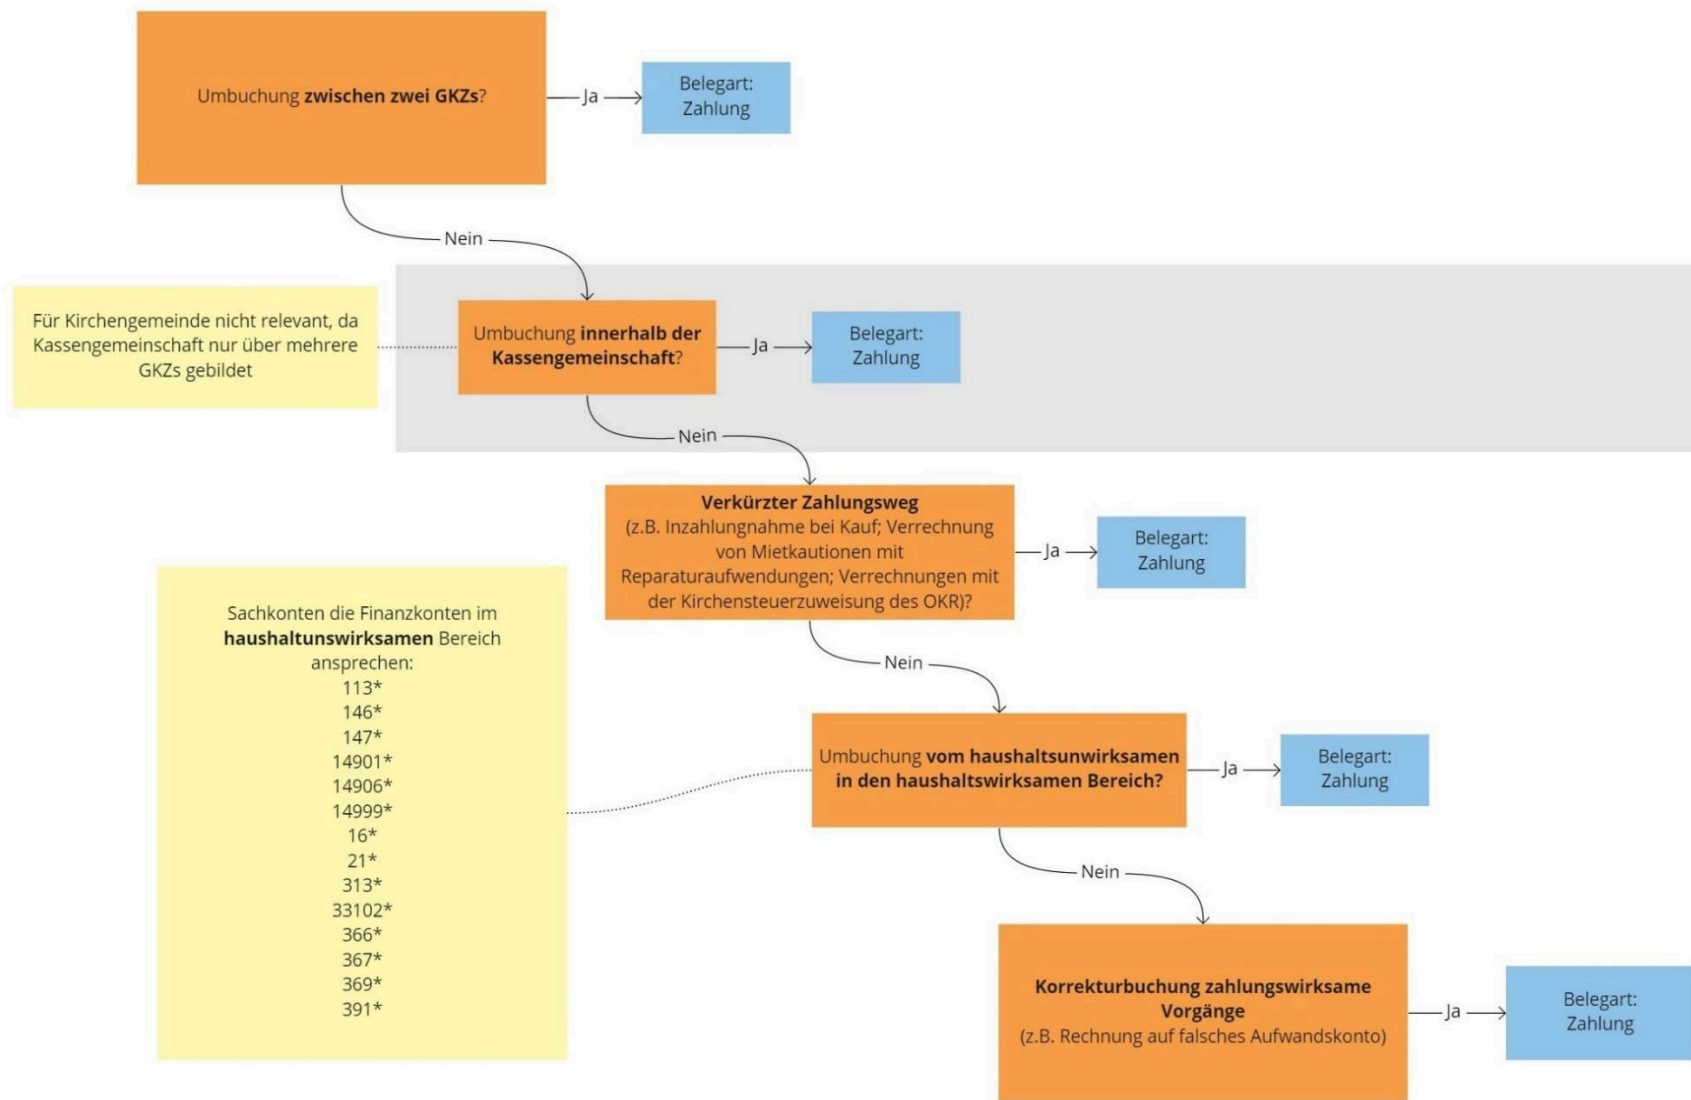 Umbuchung zwischen zwei GKZs?
Ja
Belegart:
Zahlung
Nein
Für Kirchengemeinde nicht relevant, da
Kassengemeinschaft nur über mehrere
GKZs gebildet
Umbuchung innerhalb der
Kassengemeinschaft?
Ja
Belegart:
Zahlung
Nein
Verkürzter Zahlungsweg
(z.B. Inzahlungnahme bei Kauf; Verrechnung
von Mietkautionen mit
Reparaturaufwendungen; Verrechnungen mit
der Kirchensteuerzuweisung des OKR)?
Ja
Belegart:
Zahlung
Nein
Sachkonten die Finanzkonten im
haushaltunswirksamen Bereich
ansprechen:
113*
146*
147*
14901*
14906*
14999*
16*
21*
313*
33102*
366*
367*
369*
391*
Umbuchung vom haushaltsunwirksamen
in den haushaltswirksamen Bereich?
Ja
Belegart:
Zahlung
Nein
Korrekturbuchung zahlungswirksame
Vorgänge
(z.B. Rechnung auf falsches Aufwandskonto)
Ja
Belegart:
Zahlung